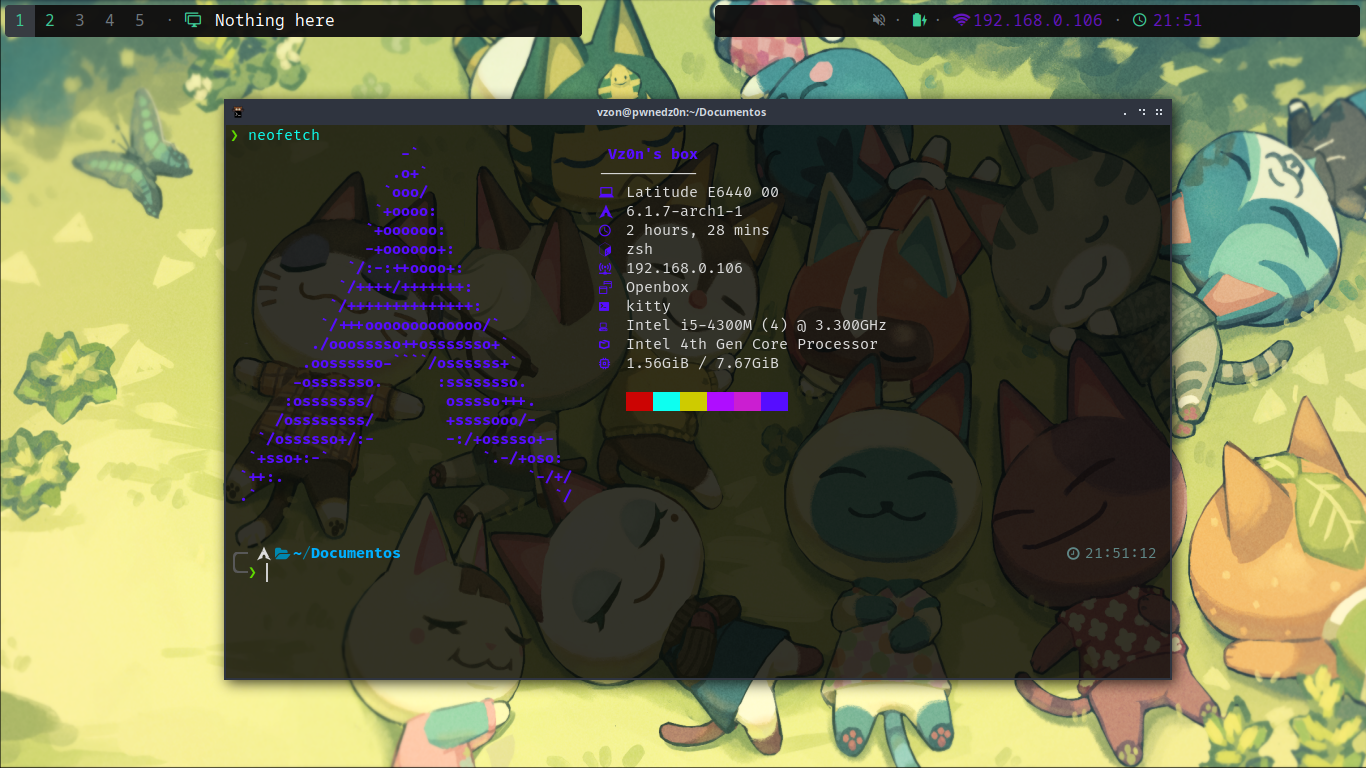 1 2 3 4 5 · Nothing here
· · 192.168.0.106 · 21:51
vzon@pwnedz0n:~/Documentos
❯ neofetch
-`
.o+`
`ooo/
`+oooo:
`+oooooo:
-+oooooo+:
`/:-:++oooo+:
`/++++/+++++++:
`/++++++++++++++:
`/+++ooooooooooooo/`
./ooosssso++osssssso+`
.oossssso-````/ossssss+`
-osssssso. :ssssssso.
:osssssss/ osssso+++.
/ossssssss/ +ssssooo/-
`/ossssso+/:- -:/+osssso+-
`+sso+:-` `.-/+oso:
`++:. `-/+/
.` `/
Vz0n's box
Latitude E6440 00
6.1.7-arch1-1
2 hours, 28 mins
zsh
192.168.0.106
Openbox
kitty
Intel i5-4300M (4) @ 3.300GHz
Intel 4th Gen Core Processor
1.56GiB / 7.67GiB
~/Documentos 21:51:12
❯
1